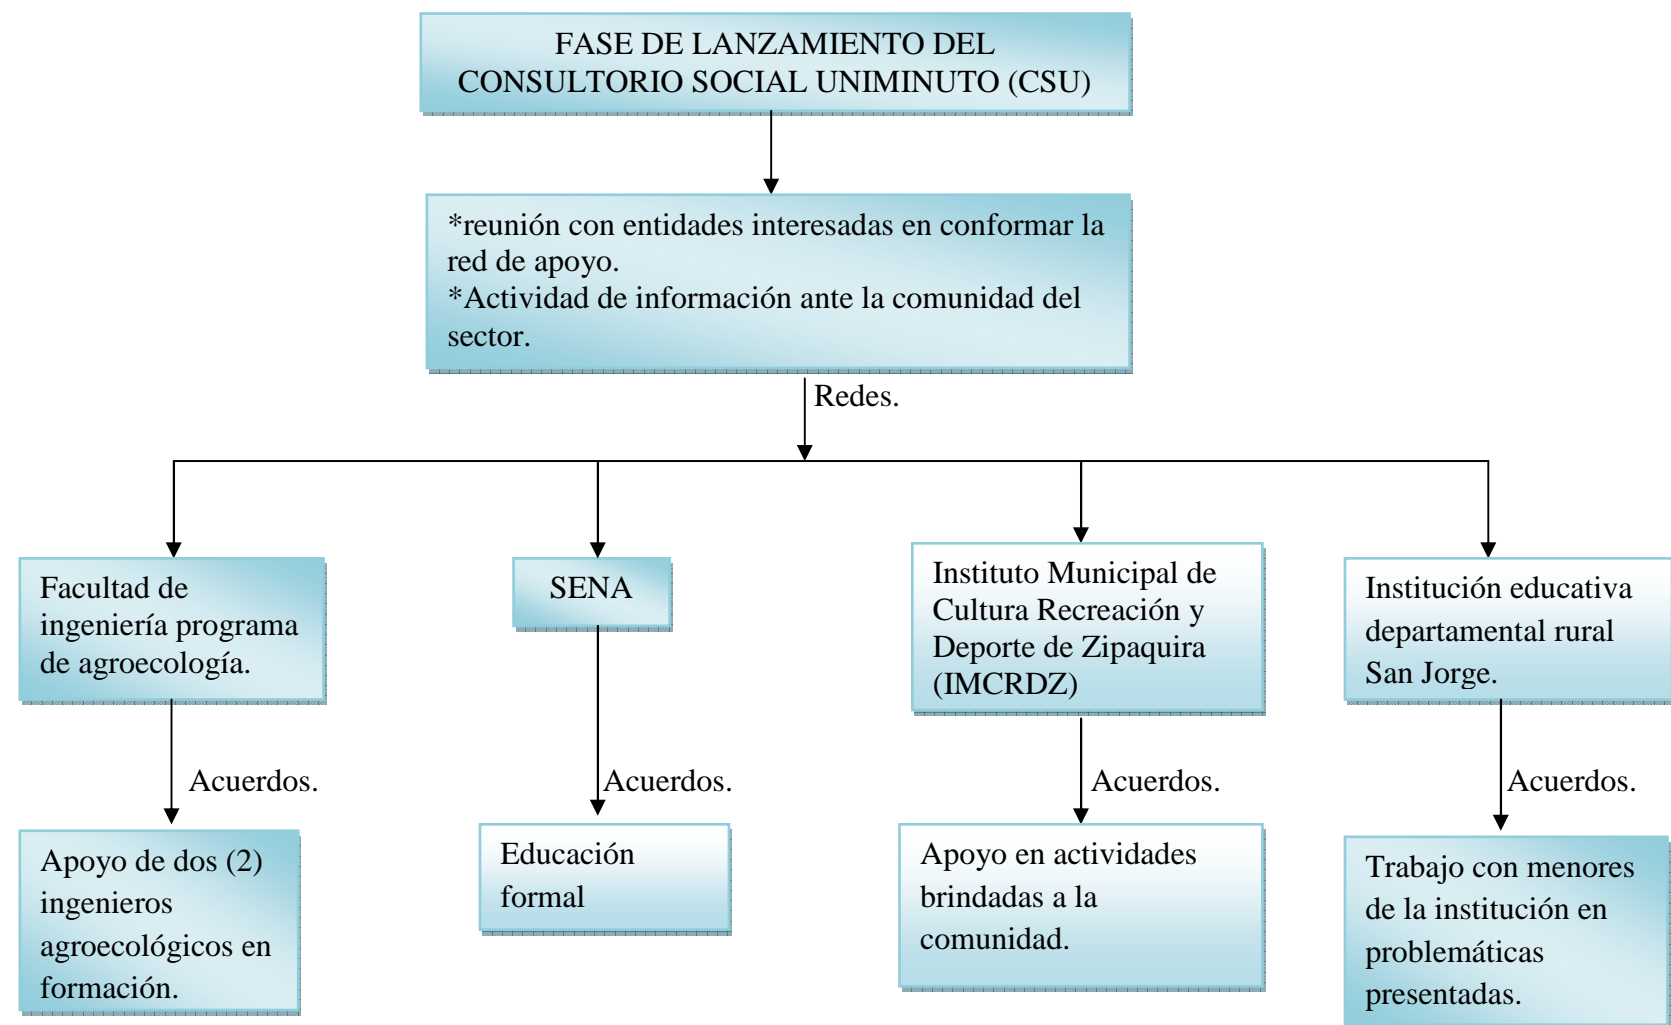 FASE DE LANZAMIENTO DEL
CONSULTORIO SOCIAL UNIMINUTO (CSU)
*reunión con entidades interesadas en conformar la
red de apoyo.
*Actividad de información ante la comunidad del
sector.
Redes.
Facultad de
ingeniería programa
de agroecología.
SENA
Instituto Municipal de
Cultura Recreación y
Deporte de Zipaquira
(IMCRDZ)
Institución educativa
departamental rural
San Jorge.
Acuerdos.
Acuerdos.
Acuerdos.
Acuerdos.
Apoyo de dos (2)
ingenieros
agroecológicos en
formación.
Educación
formal
Apoyo en actividades
brindadas a la
comunidad.
Trabajo con menores
de la institución en
problemáticas
presentadas.